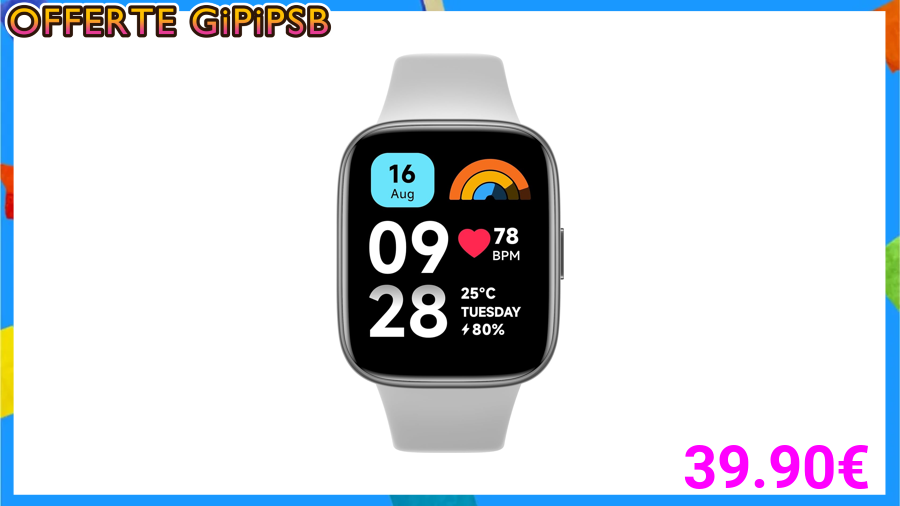 OFFERTE GiPiPSB
16
Aug
09
78
BPM
28
25°C
TUESDAY
80%
39.90€